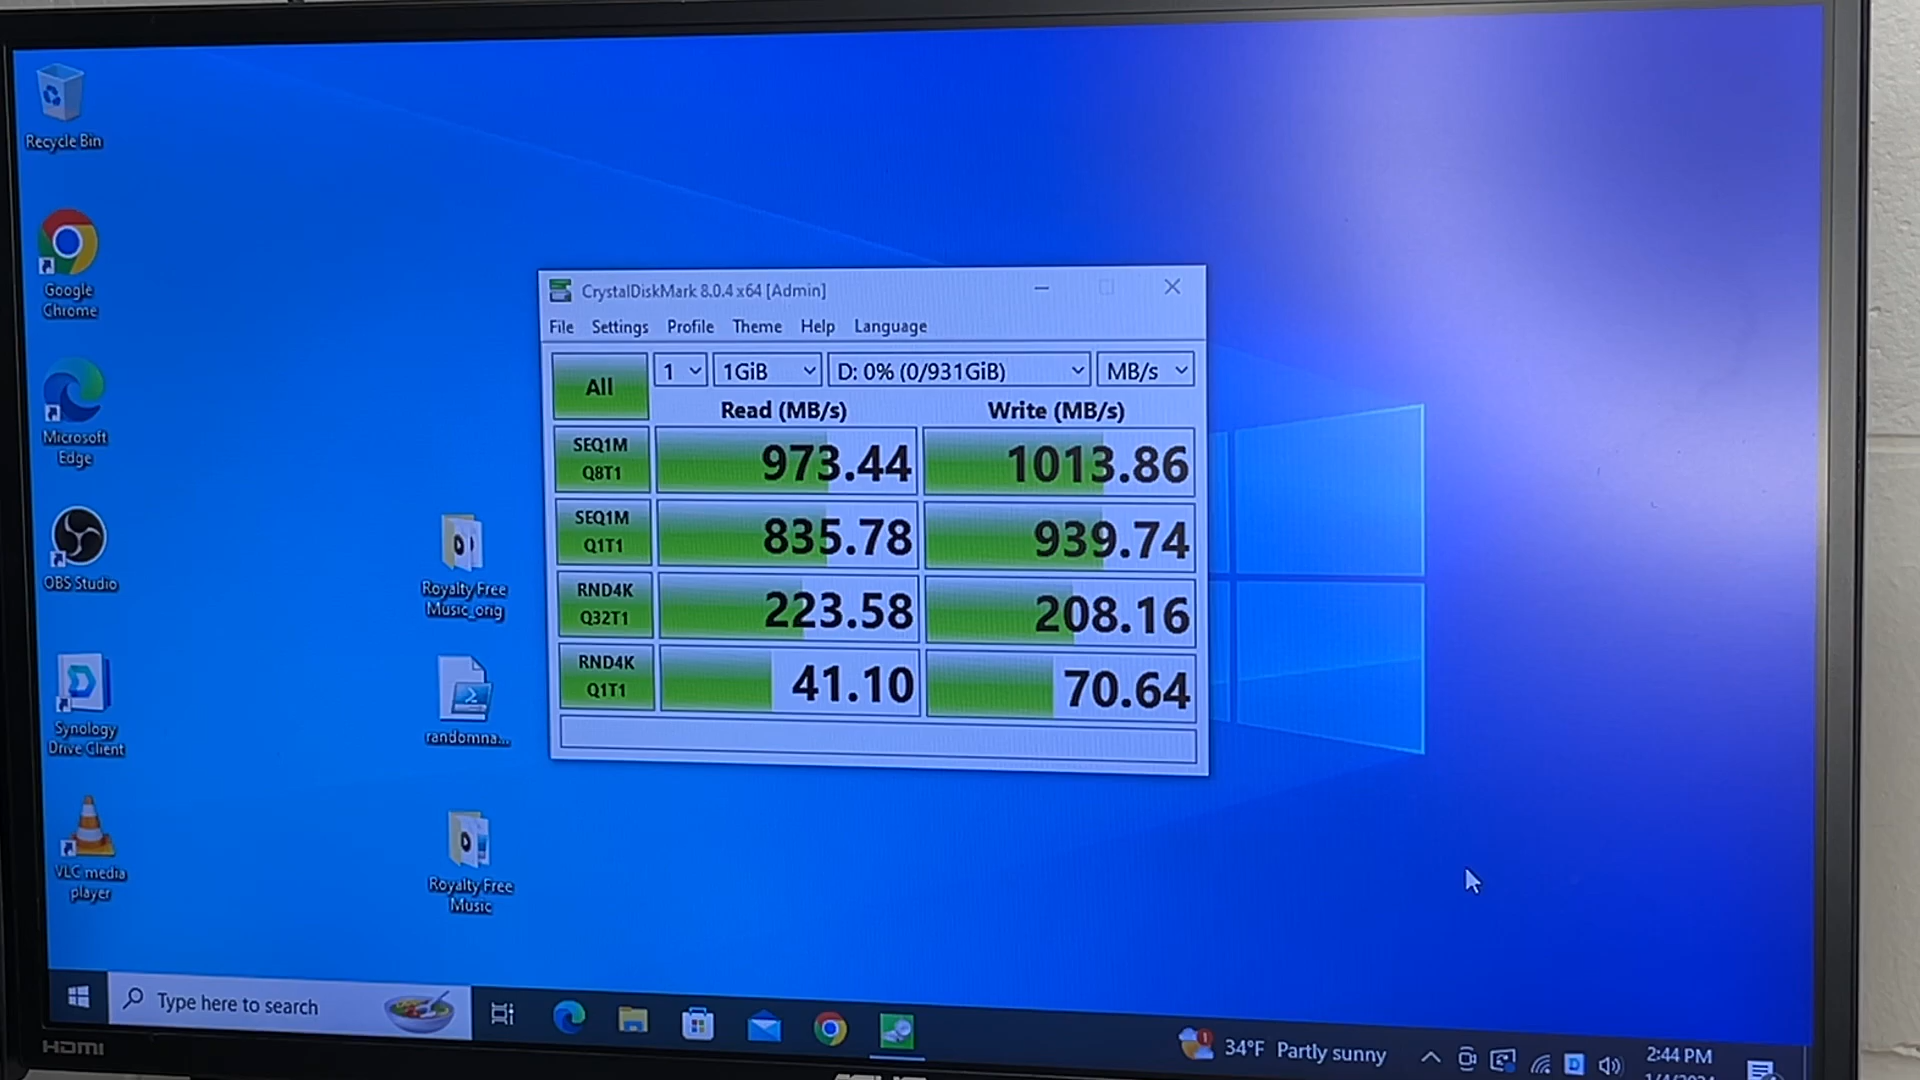 Recycle Bin
Google
Chrome
Microsoft
Edge
OBS Studio
Synology
Drive Client
VLC media
player
Royalty Free
Music_orig
randomna...
Royalty Free
Music
CrystalDiskMark 8.0.4 x64 [Admin]
File Settings Profile Theme Help Language
All 1 1GiB D: 0% (0/931GiB) MB/s
Read (MB/s) Write (MB/s)
SEQ1M
Q8T1 973.44 1013.86
SEQ1M
Q1T1 835.78 939.74
RND4K
Q32T1 223.58 208.16
RND4K
Q1T1 41.10 70.64
Type here to search
1
34°F Partly sunny
D
2:44 PM
HDMI